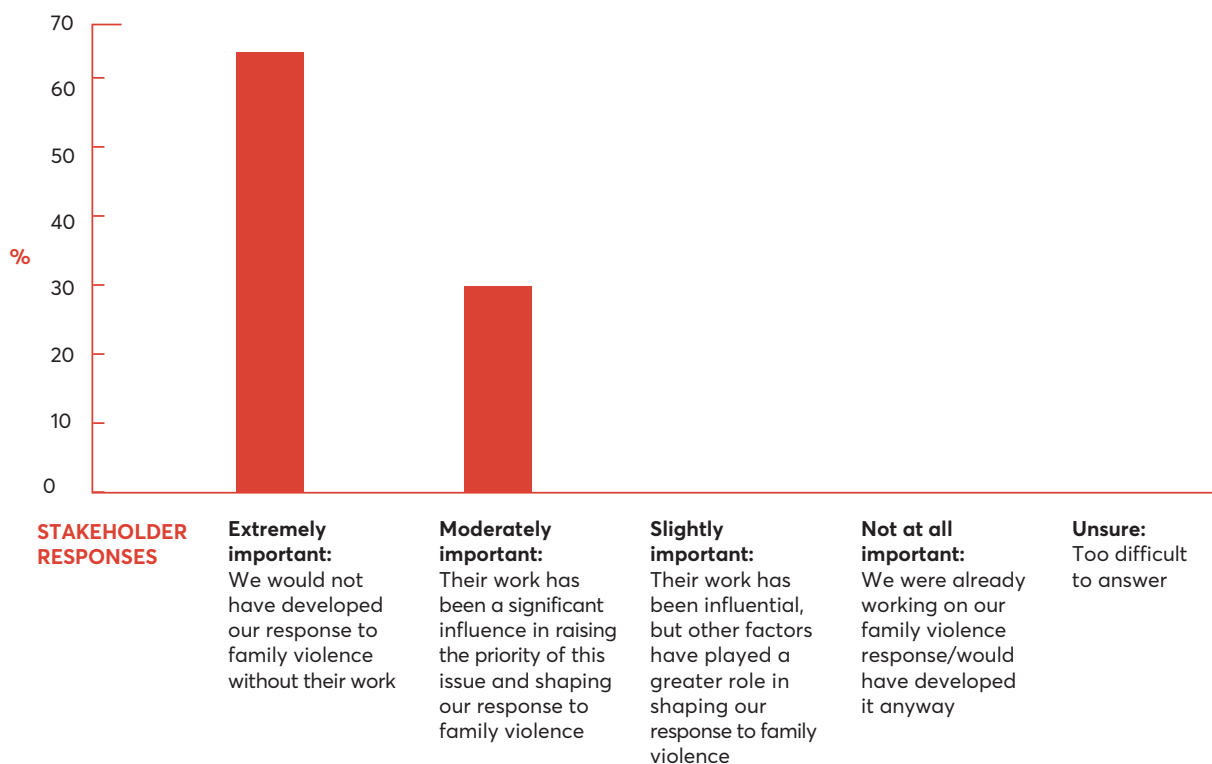 70
60
50
40
%
30
20
10
0
STAKEHOLDER
RESPONSES
Extremely
important:
We would not
have developed
our response to
family violence
without their work
Moderately
important:
Their work has
been a significant
influence in raising
the priority of this
issue and shaping
our response to
family violence
Slightly
important:
Their work has
been influential,
but other factors
have played a
greater role in
shaping our
response to family
violence
Not at all
important:
We were already
working on our
family violence
response/would
have developed
it anyway
Unsure:
Too difficult
to answer